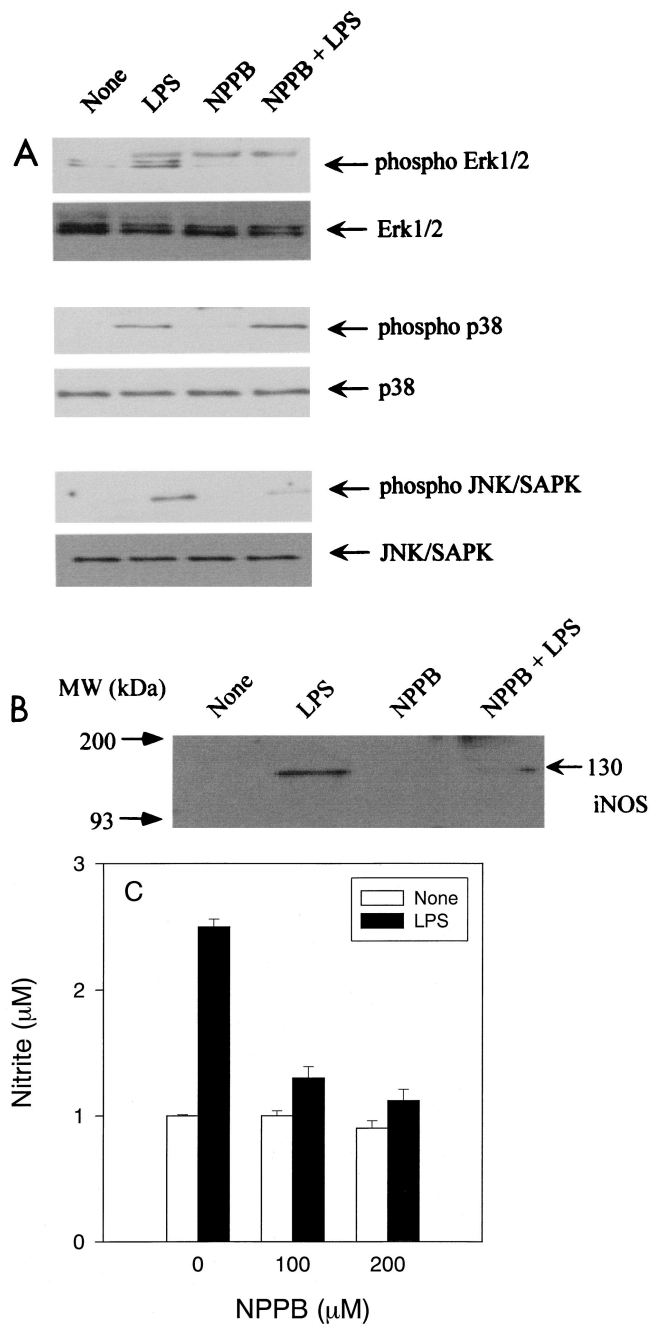 None LPS NPPB NPPB + LPS
A
phospho Erk1/2
Erk1/2
phospho p38
p38
phospho JNK/SAPK
JNK/SAPK
B
MW (kDa) None LPS NPPB NPPB + LPS
200
130
iNOS
93
C
None
LPS
3
2
1
0
Nitrite (μM)
0 100 200
NPPB (μM)